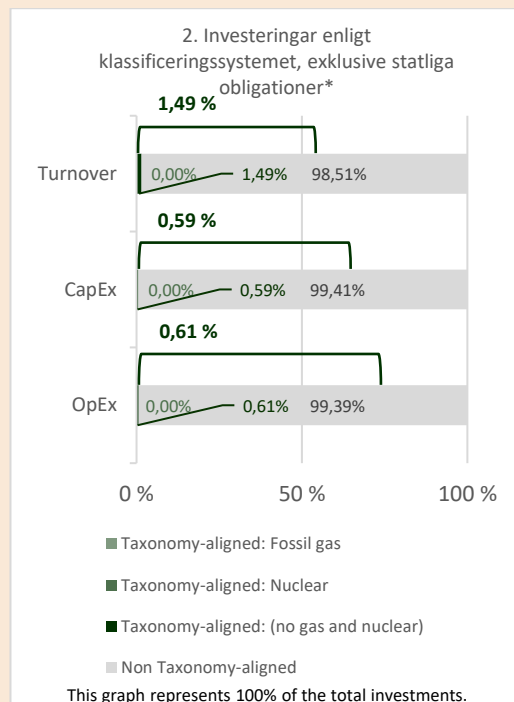 2. Investeringar enligt
klassificeringssystemet, exklusive statliga
obligationer*
1,49 %
Turnover 0,00% 1,49% 98,51%
0,59 %
CapEx 0,00% 0,59% 99,41%
0,61 %
OpEx 0,00% 0,61% 99,39%
0 % 50 % 100 %
Taxonomy-aligned: Fossil gas
Taxonomy-aligned: Nuclear
Taxonomy-aligned: (no gas and nuclear)
Non Taxonomy-aligned
This graph represents 100% of the total investments.